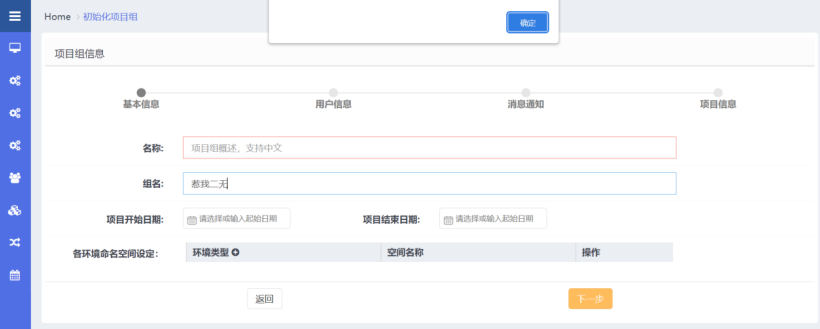 Home > 初始化项目组
确定
项目组信息
基本信息 用户信息 消息通知 项目信息
名称: 项目组概述，支持中文
组名: 惹我二无
项目开始日期: 请选择或输入起始日期 项目结束日期: 请选择或输入起始日期
各环境命名空间设定: 环境类型 空间名称 操作
返回 下一步